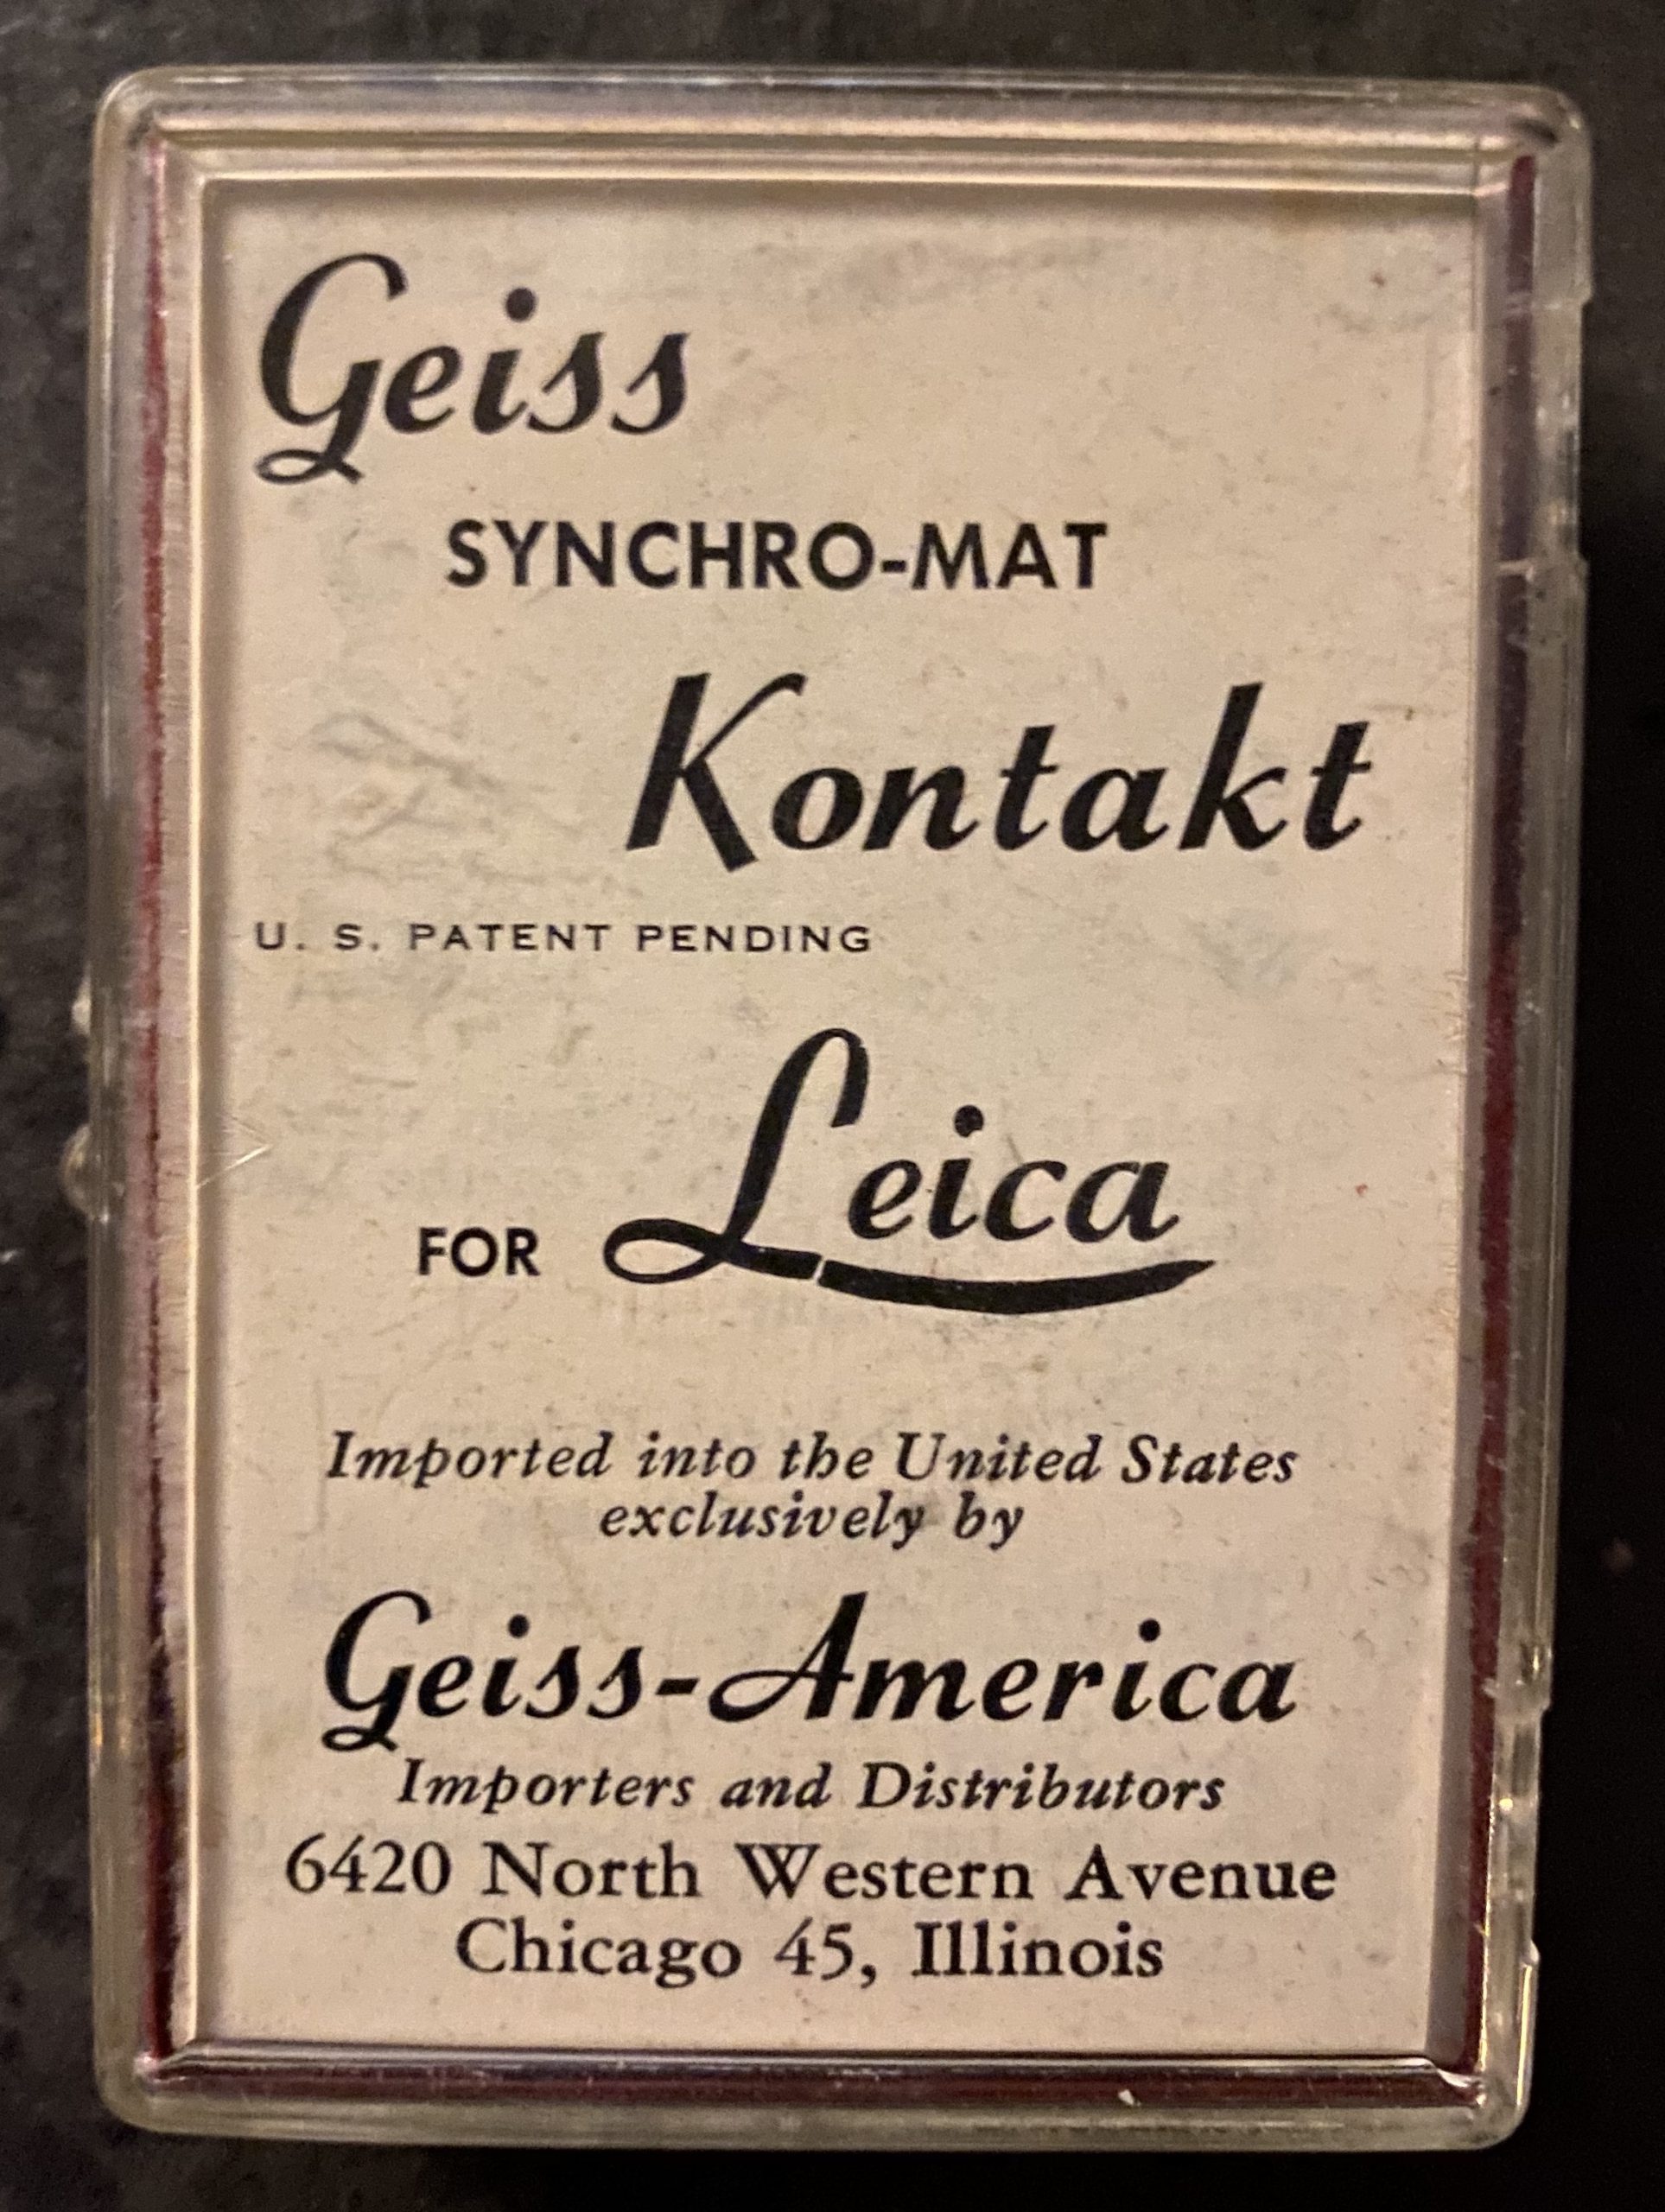 Geiss
SYNCHRO-MAT
Kontakt
U. S. PATENT PENDING
FOR Leica
Imported into the United States
exclusively by
Geiss-America
Importers and Distributors
6420 North Western Avenue
Chicago 45, Illinois